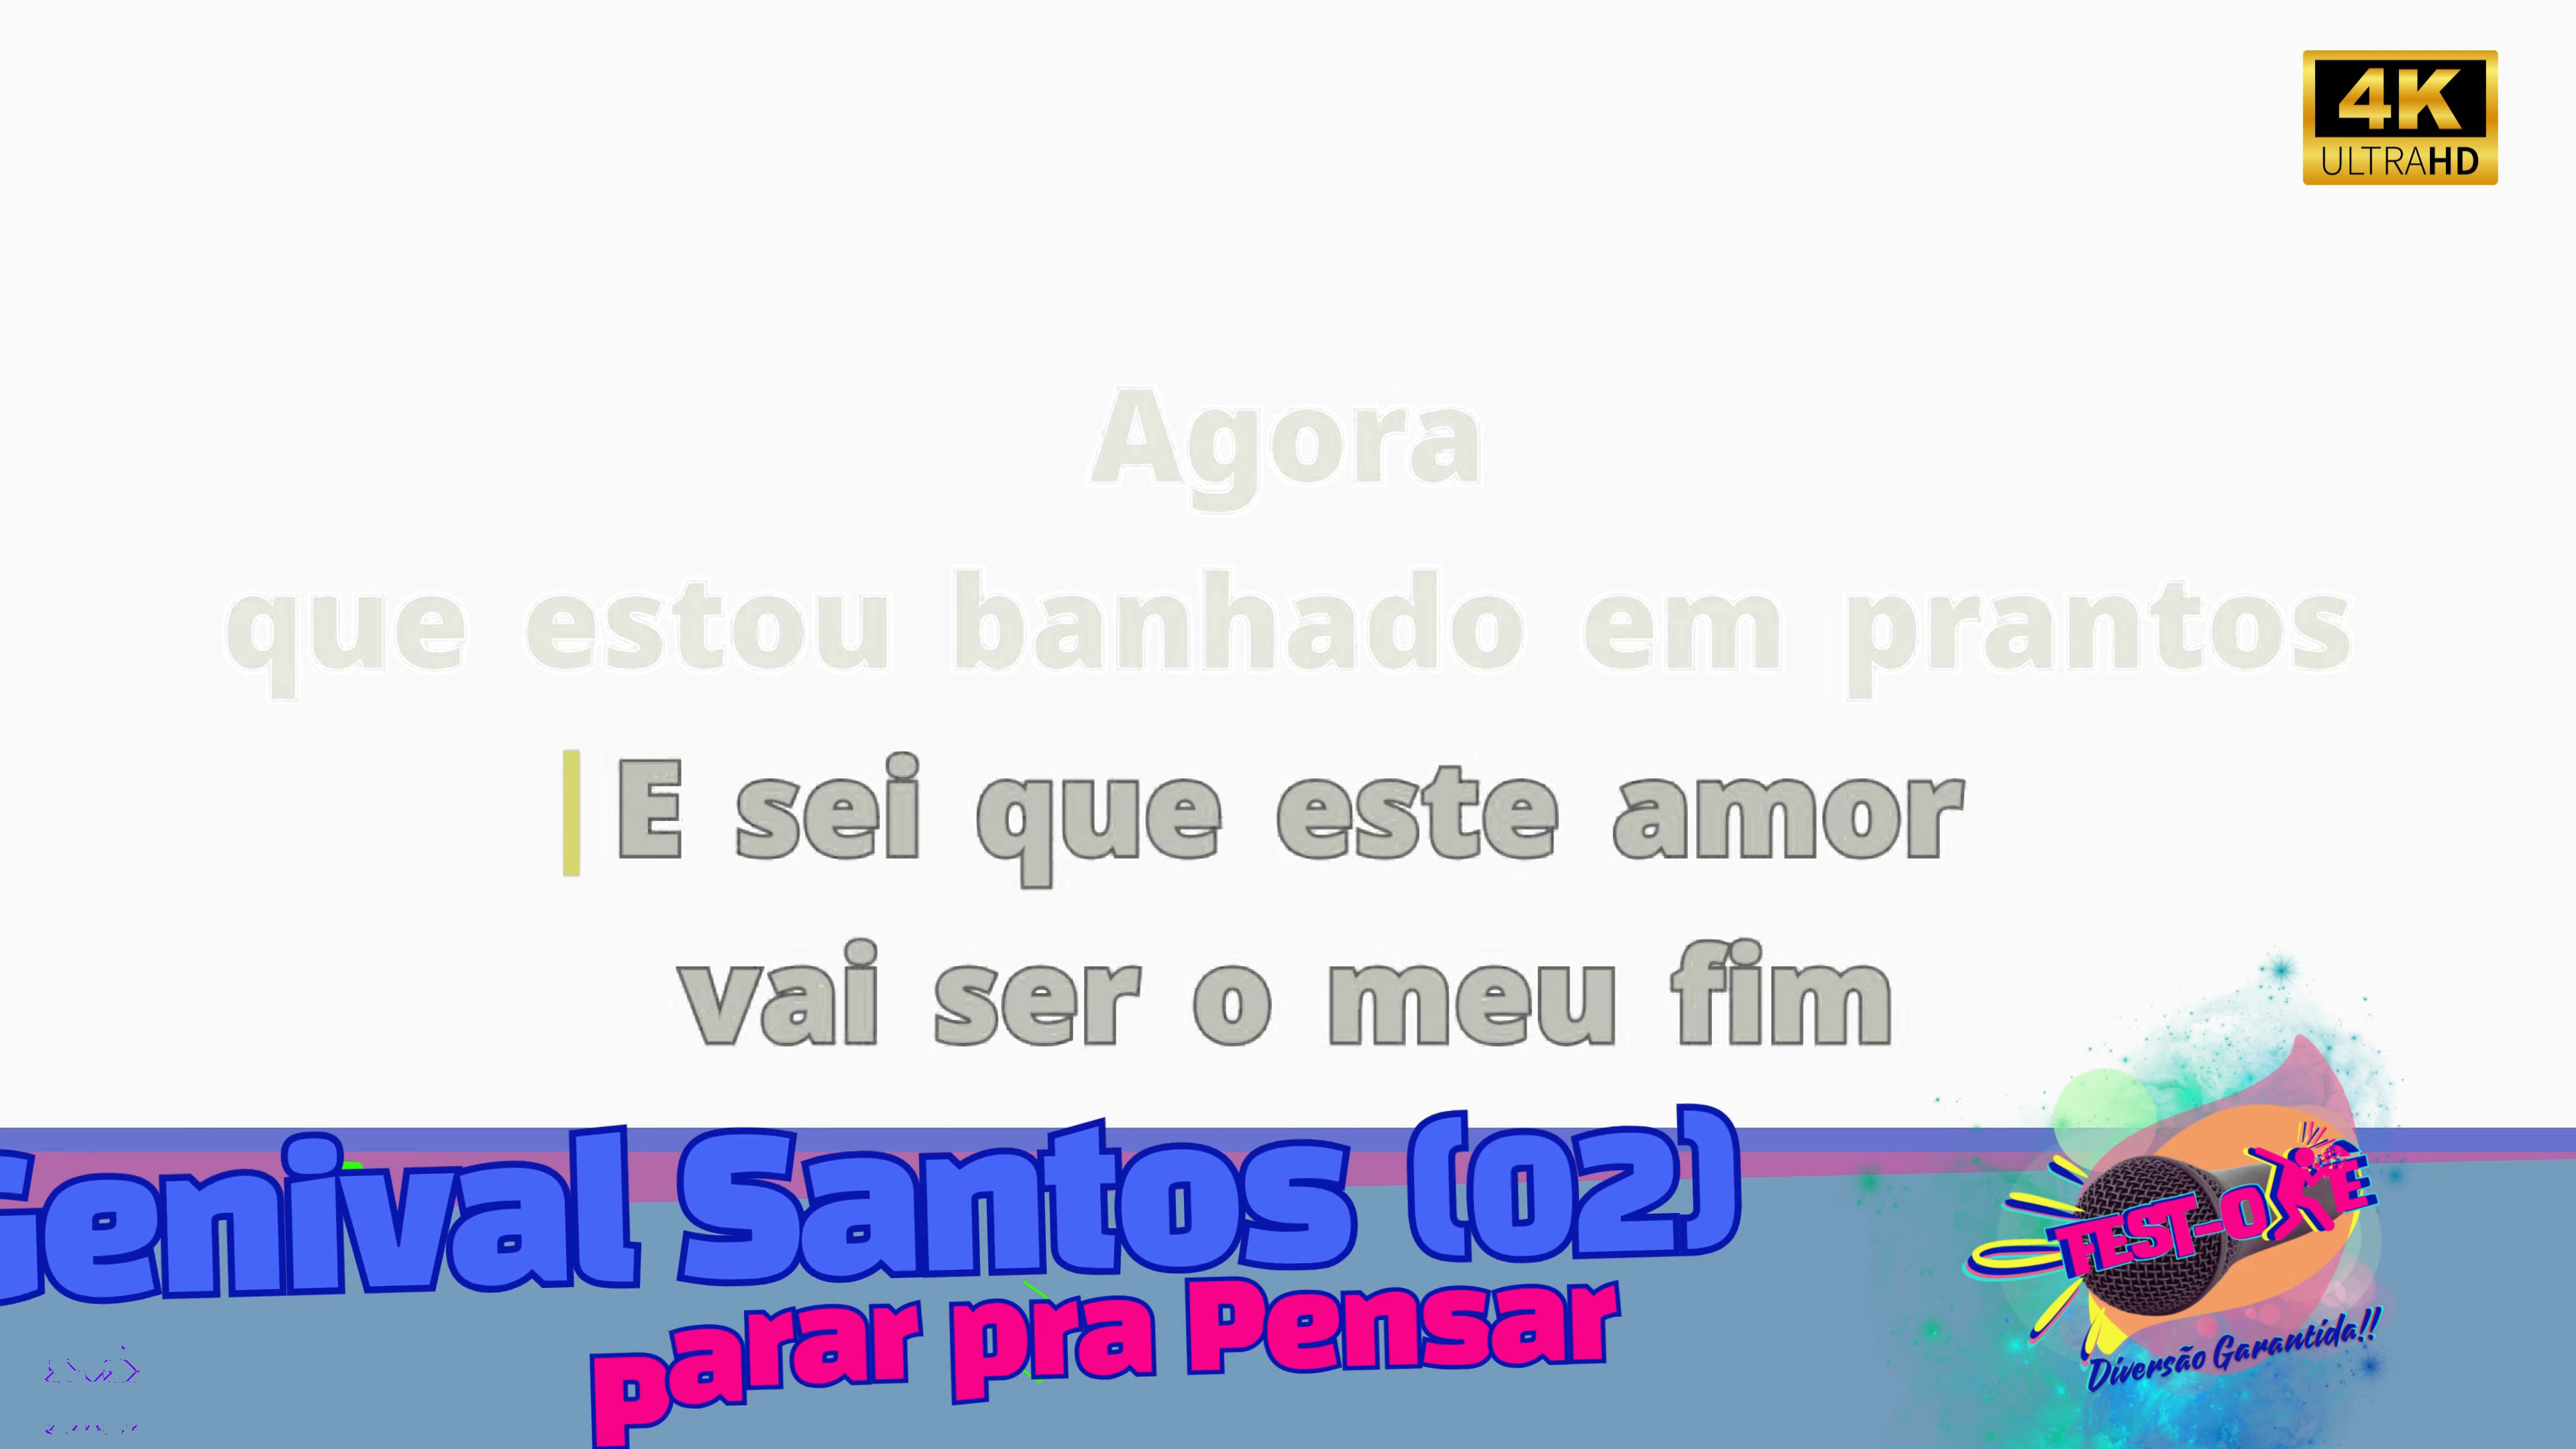 4K
ULTRAHD
Agora
que estou banhado em prantos
E sei que este amor
vai ser o meu fim
Genival Santos (02)
parar pra Pensar
TEST-OKÊ
Diversão Garantida!!